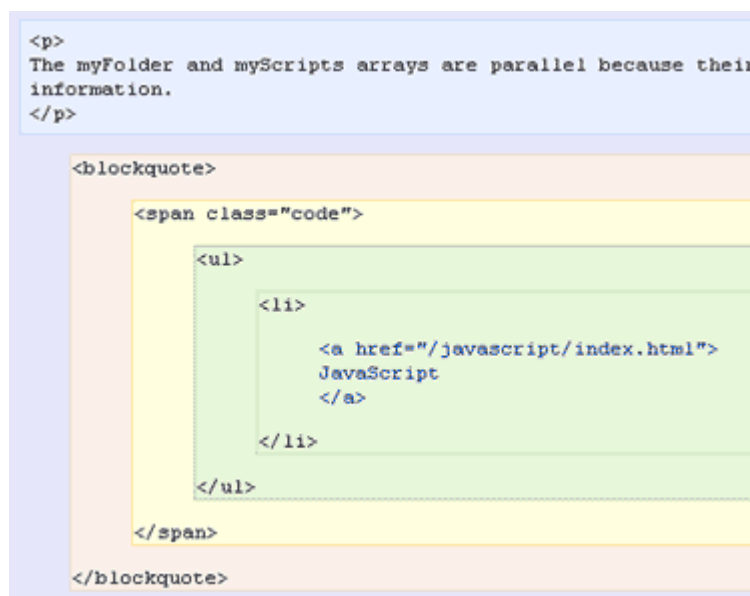 <p>
The myFolder and myScripts arrays are parallel because their
information.
</p>
<blockquote>
<span class="code">
<ul>
<li>
<a href="/javascript/index.html">
JavaScript
</a>
</li>
</ul>
</span>
</blockquote>